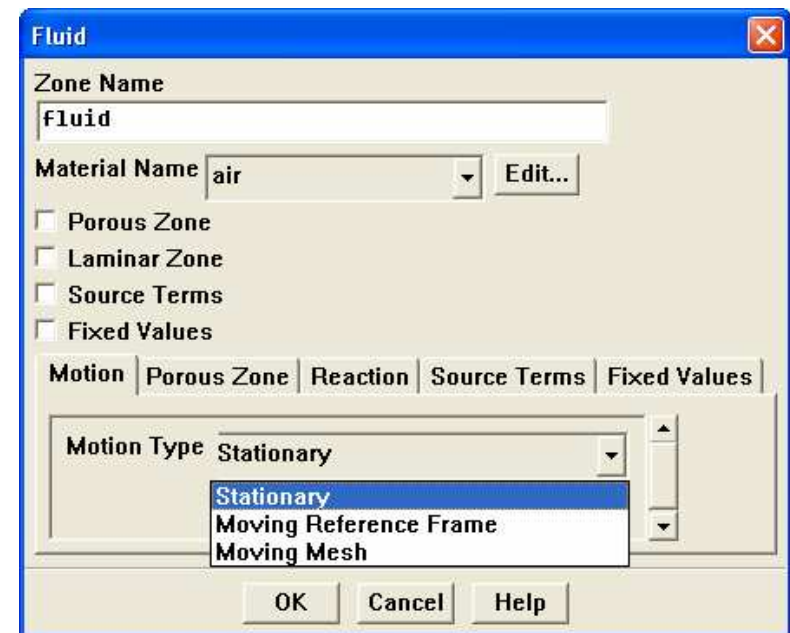 Fluid
Zone Name
fluid
Material Name air Edit...
Porous Zone
Laminar Zone
Source Terms
Fixed Values
Motion Porous Zone Reaction Source Terms Fixed Values
Motion Type Stationary
Stationary
Moving Reference Frame
Moving Mesh
OK Cancel Help